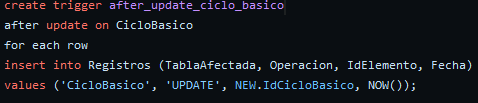 create trigger after_update_ciclo_basico
after update on CicloBasico
for each row
insert into Registros (TablaAfectada, Operacion, IdElemento, Fecha)
values ('CicloBasico', 'UPDATE', NEW.IdCicloBasico, NOW());